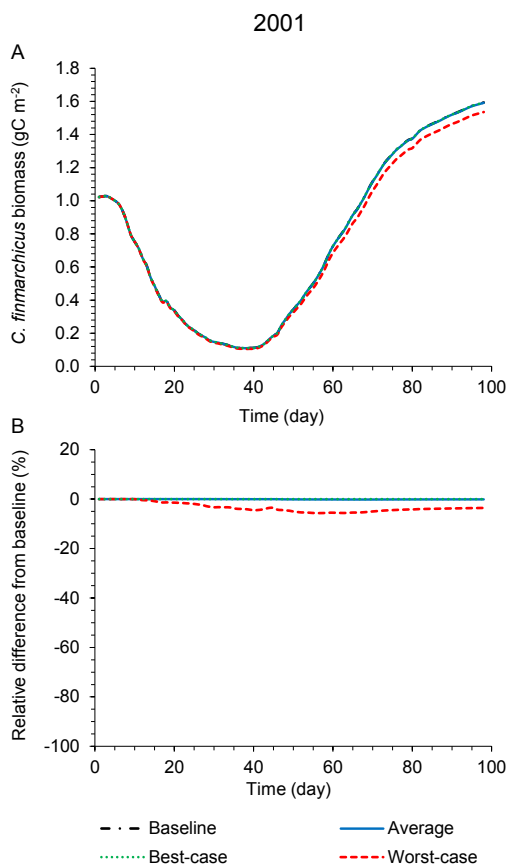 2001
A
C. finmarchicus biomass (gC m-2)
1.8
1.6
1.4
1.2
1.0
0.8
0.6
0.4
0.2
0.0
0 20 40 60 80 100
Time (day)
B
Relative difference from baseline (%)
20
0
-20
-40
-60
-80
-100
0 20 40 60 80 100
Time (day)
Baseline Average
Best-case Worst-case